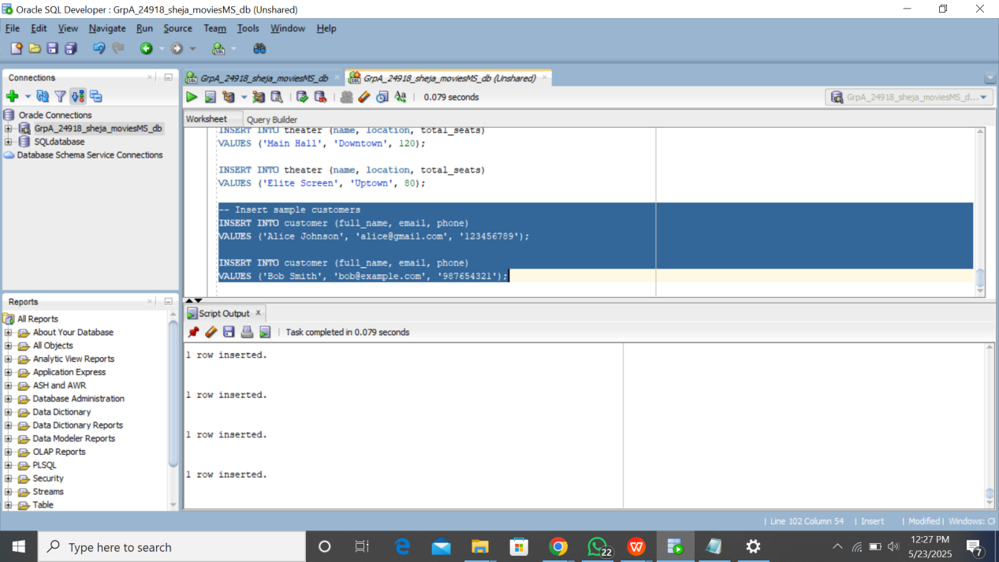 Oracle SQL Developer : GrpA_24918_sheja_moviesMS_db (Unshared)
File Edit View Navigate Run Source Team Tools Window Help
Connections
Oracle Connections
GrpA_24918_sheja_moviesMS_db
SQLdatabase
Database Schema Service Connections
Reports
All Reports
About Your Database
All Objects
Analytic View Reports
Application Express
ASH and AWR
Database Administration
Data Dictionary
Data Dictionary Reports
Data Modeler Reports
OLAP Reports
PLSQL
Security
Streams
Table
GrpA_24918_sheja_moviesMS_db
GrpA_24918_sheja_moviesMS_db (Unshared)
0.079 seconds
GrpA_24918_sheja_moviesMS_d...
Worksheet Query Builder
INSERT INTO theater (name, location, total_seats)
VALUES ('Main Hall', 'Downtown', 120);
INSERT INTO theater (name, location, total_seats)
VALUES ('Elite Screen', 'Uptown', 80);
-- Insert sample customers
INSERT INTO customer (full_name, email, phone)
VALUES ('Alice Johnson', 'alice@gmail.com', '123456789');
INSERT INTO customer (full_name, email, phone)
VALUES ('Bob Smith', 'bob@example.com', '987654321');
Script Output
Task completed in 0.079 seconds
1 row inserted.
1 row inserted.
1 row inserted.
1 row inserted.
Line 102 Column 54 Insert Modified Windows: C
Type here to search
22
12:27 PM
5/23/2025
7